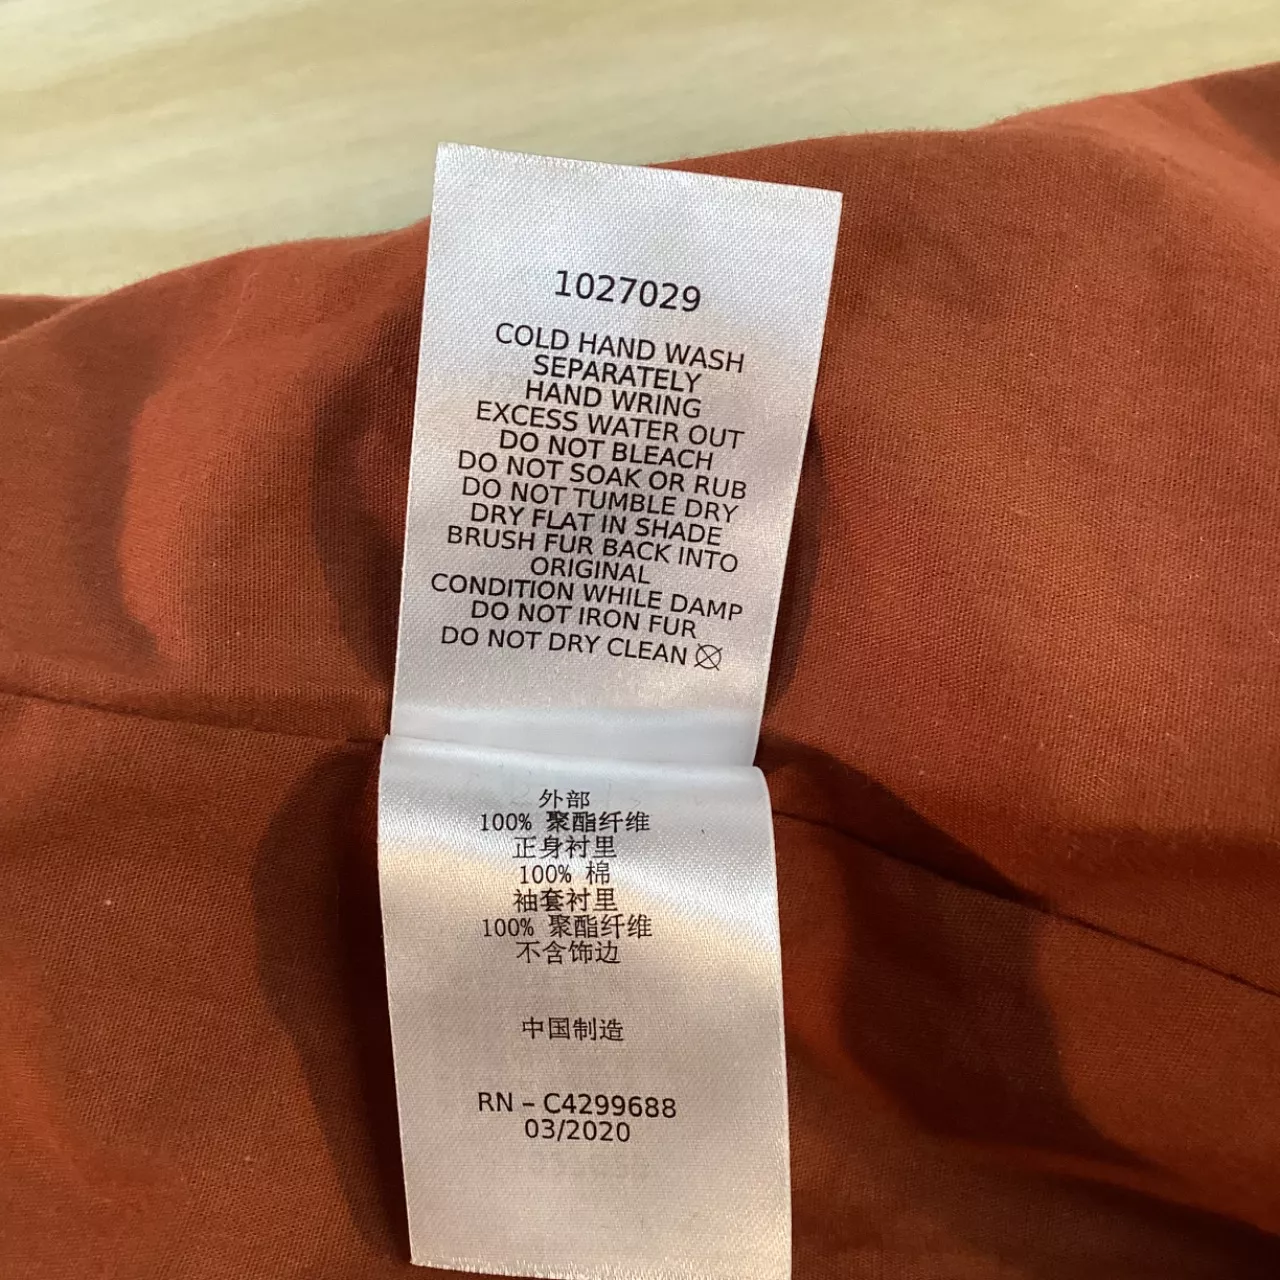 1027029
COLD HAND WASH
SEPARATELY
HAND WRING
EXCESS WATER OUT
DO NOT BLEACH
DO NOT SOAK OR RUB
DO NOT TUMBLE DRY
DRY FLAT IN SHADE
BRUSH FUR BACK INTO
ORIGINAL
CONDITION WHILE DAMP
DO NOT IRON FUR
DO NOT DRY CLEAN
外部
100% 聚酯纤维
正身衬里
100% 棉
袖套衬里
100% 聚酯纤维
不含饰边
中国制造
RN – C4299688
03/2020